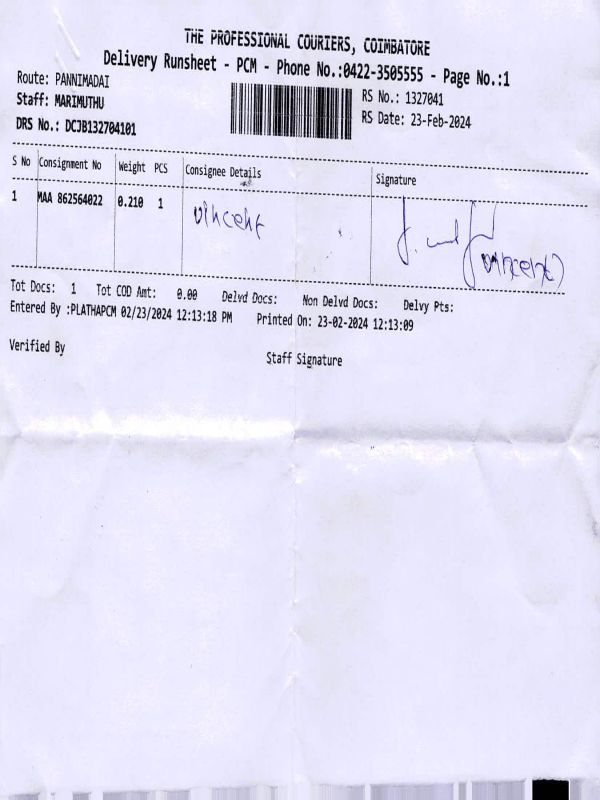 THE PROFESSIONAL COURIERS, COIMBATORE
Delivery Runsheet - PCM - Phone No.:0422-3505555 - Page No.:1
Route: PANNIMADAI
RS No.: 1327041
Staff: MARIMUTHU
RS Date: 23-Feb-2024
DRS No.: DCJB132704101
S No Consignment No Weight PCS Consignee Details Signature
1 MAA 862564022 0.210 1 vincent
vincent)
Tot Docs: 1 Tot COD Amt: 0.00 Delvd Docs: Non Delvd Docs: Delvy Pts:
Entered By :PLATHAPCM 02/23/2024 12:13:18 PM Printed On: 23-02-2024 12:13:09
Verified By Staff Signature